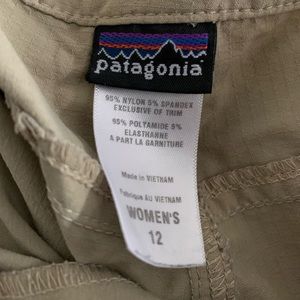 patagonia
95% NYLON 5% SPANDEX
EXCLUSIVE OF TRIM
95% POLYAMIDE 5%
ELASTHANNE
A PART LA GARNITURE
Made in VIETNAM
Fabrique AU VIETNAM
WOMEN'S
12